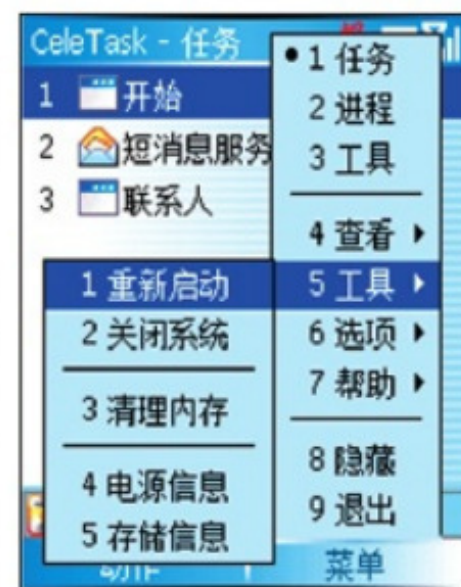 CeleTask - 任务
1 开始
2 短消息服务
3 联系人
• 1 任务
2 进程
3 工具
4 查看
5 工具
6 选项
7 帮助
8 隐藏
9 退出
1 重新启动
2 关闭系统
3 清理内存
4 电源信息
5 存储信息
菜单